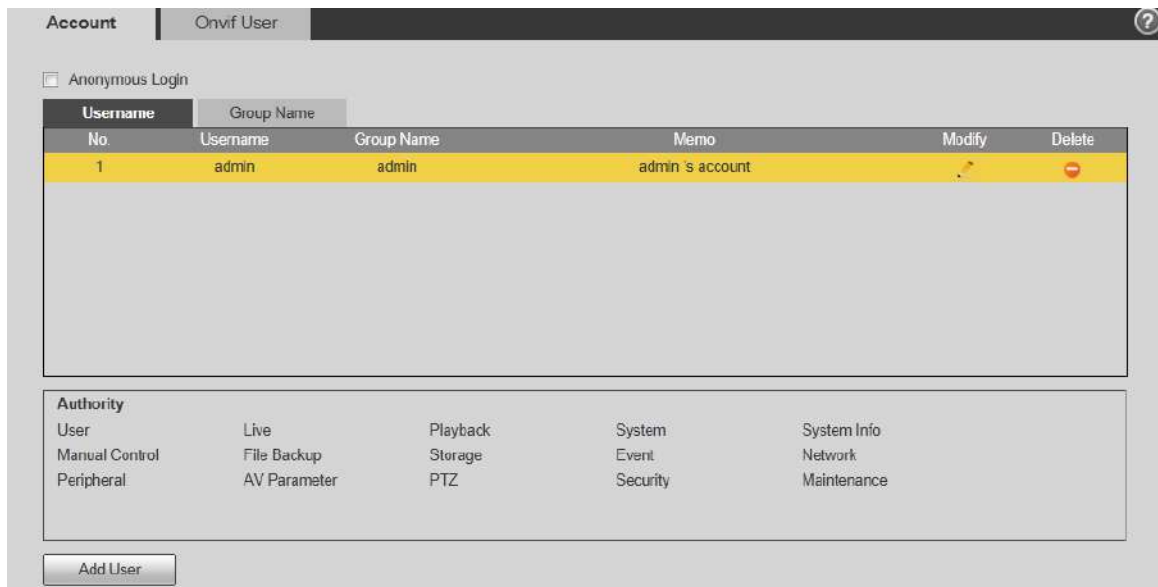 Account Onvif User ?
Anonymous Login
Username Group Name
No. Username Group Name Memo Modify Delete
1 admin admin admin 's account
Authority
User Live Playback System System Info
Manual Control File Backup Storage Event Network
Peripheral AV Parameter PTZ Security Maintenance
Add User